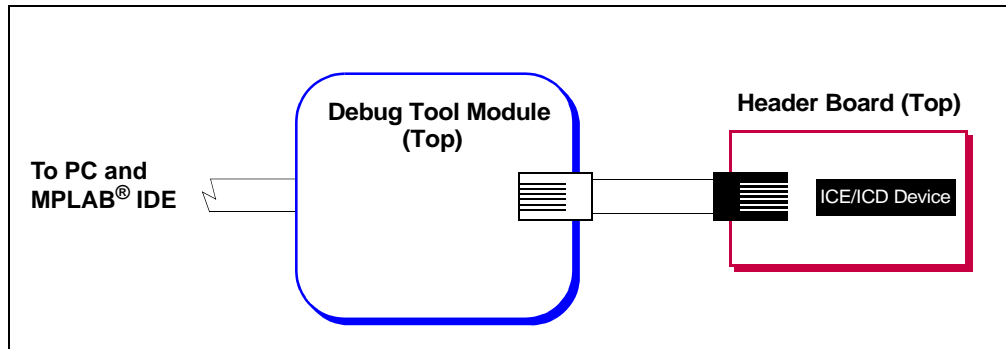 Debug Tool Module
(Top)
Header Board (Top)
To PC and
MPLAB® IDE
ICE/ICD Device